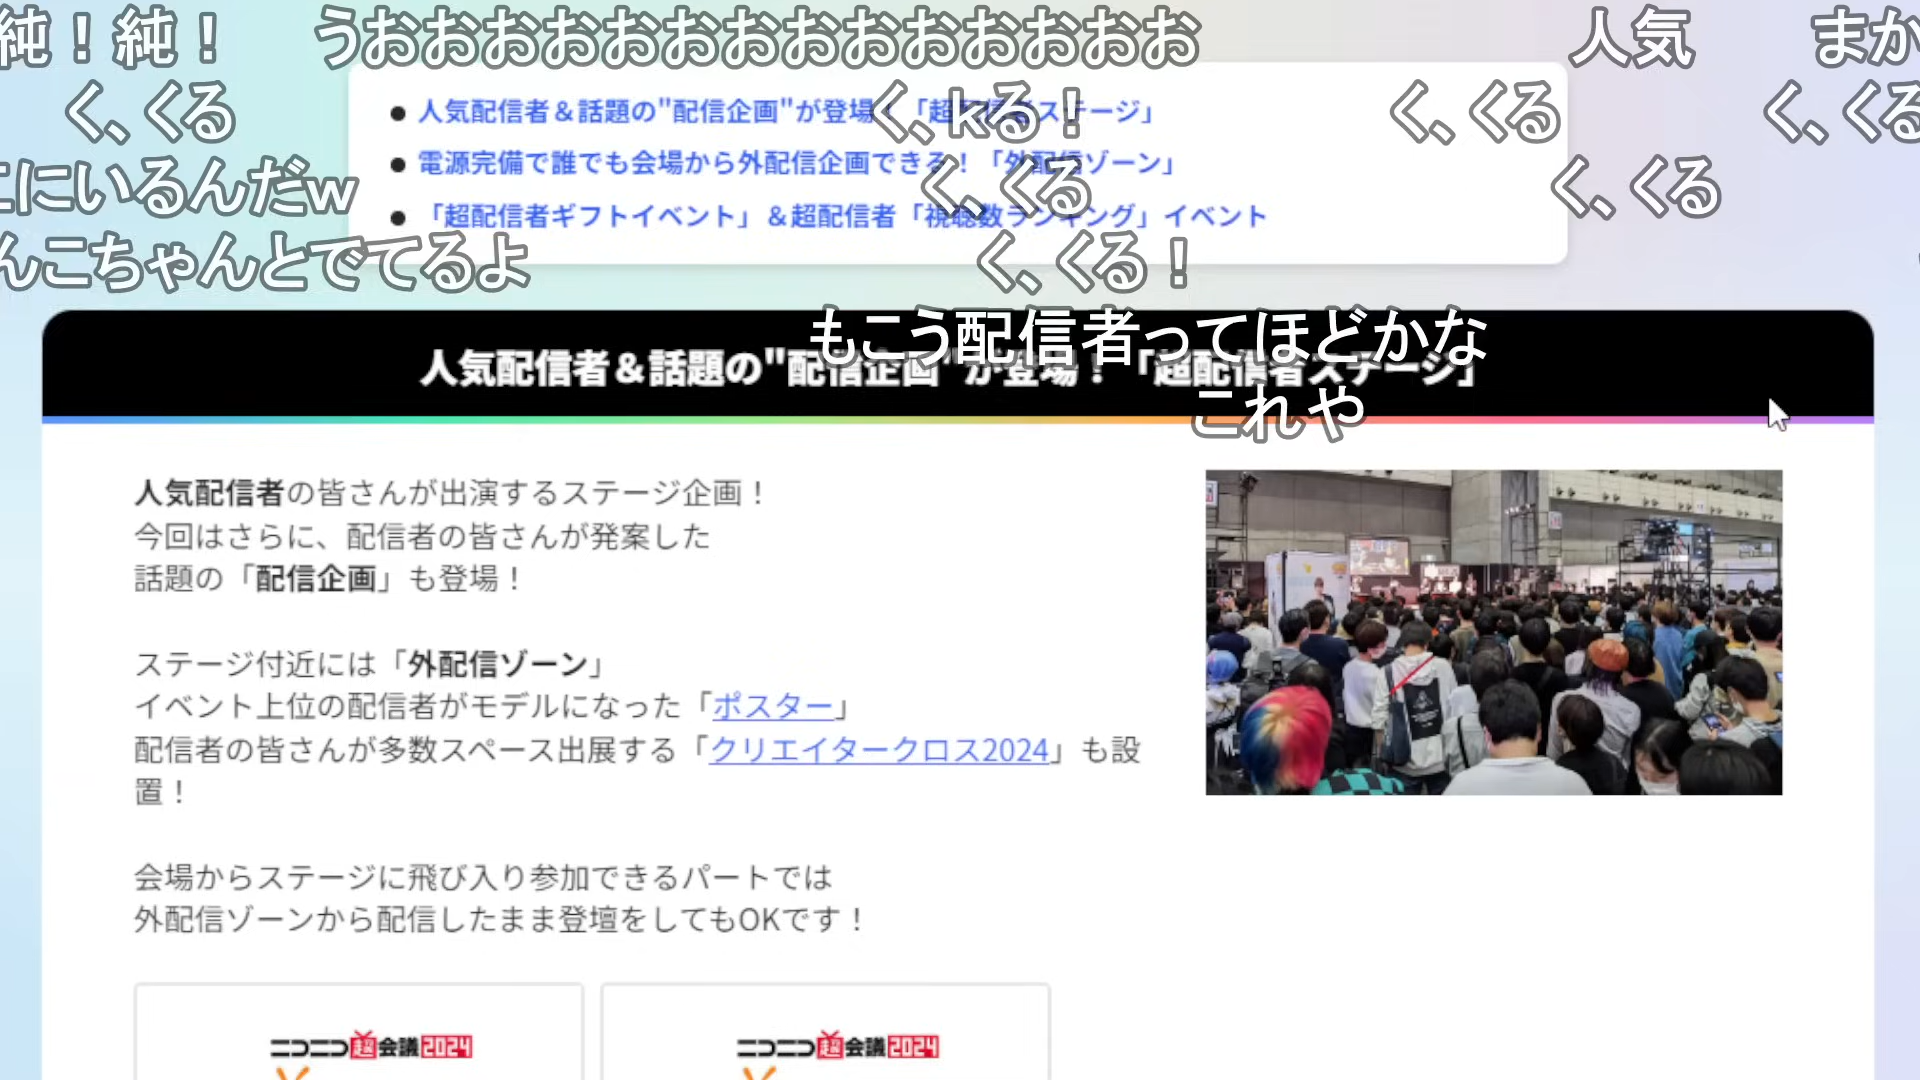 純！純！ うおおおおおおおおおおおおおお 人気 まか
く、くる く、kる！ く、くる く、くる
人気配信者＆話題の"配信企画"が登場！「超配信者ステージ」
電源完備で誰でも会場から外配信企画できる！「外配信ゾーン」
こにいるんだw く、くる く、くる
「超配信者ギフトイベント」＆超配信者「視聴数ランキング」イベント
んこちゃんとでてるよ く、くる！
もこう配信者ってほどかな
人気配信者＆話題の"配信企画"が登場！「超配信者ステージ」
これや
人気配信者の皆さんが出演するステージ企画！
今回はさらに、配信者の皆さんが発案した
話題の「配信企画」も登場！
ステージ付近には「外配信ゾーン」
イベント上位の配信者がモデルになった「ポスター」
配信者の皆さんが多数スペース出展する「クリエイタークロス2024」も設
置！
会場からステージに飛び入り参加できるパートでは
外配信ゾーンから配信したまま登壇をしてもOKです！
ニコニコ超会議2024 ニコニコ超会議2024